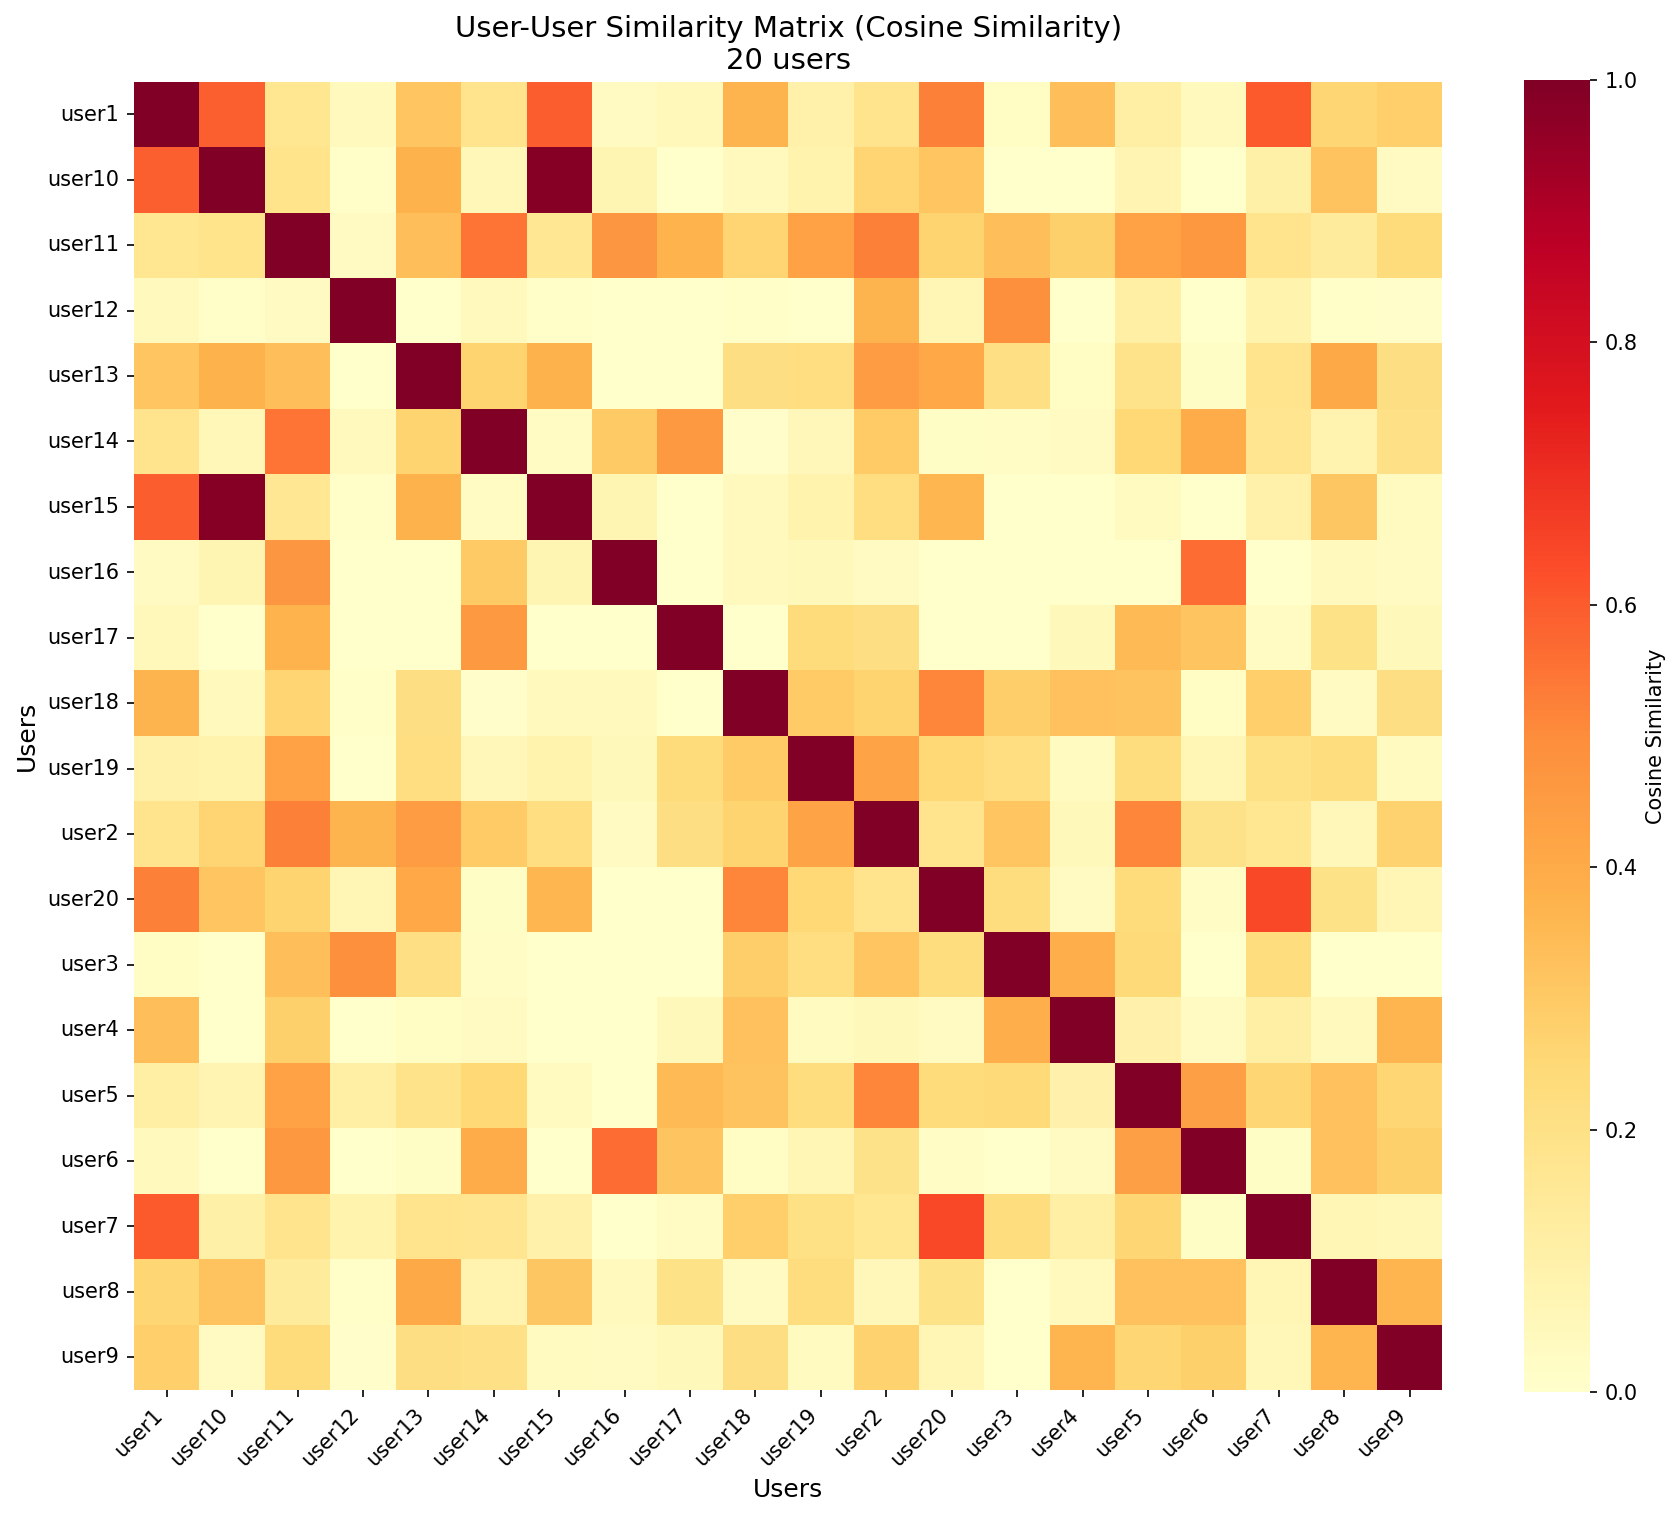 User-User Similarity Matrix (Cosine Similarity)
20 users
user1
user10
user11
user12
user13
user14
user15
user16
user17
user18
user19
user2
user20
user3
user4
user5
user6
user7
user8
user9
Users
user1
user10
user11
user12
user13
user14
user15
user16
user17
user18
user19
user2
user20
user3
user4
user5
user6
user7
user8
user9
Users
1.0
0.8
0.6
0.4
0.2
0.0
Cosine Similarity